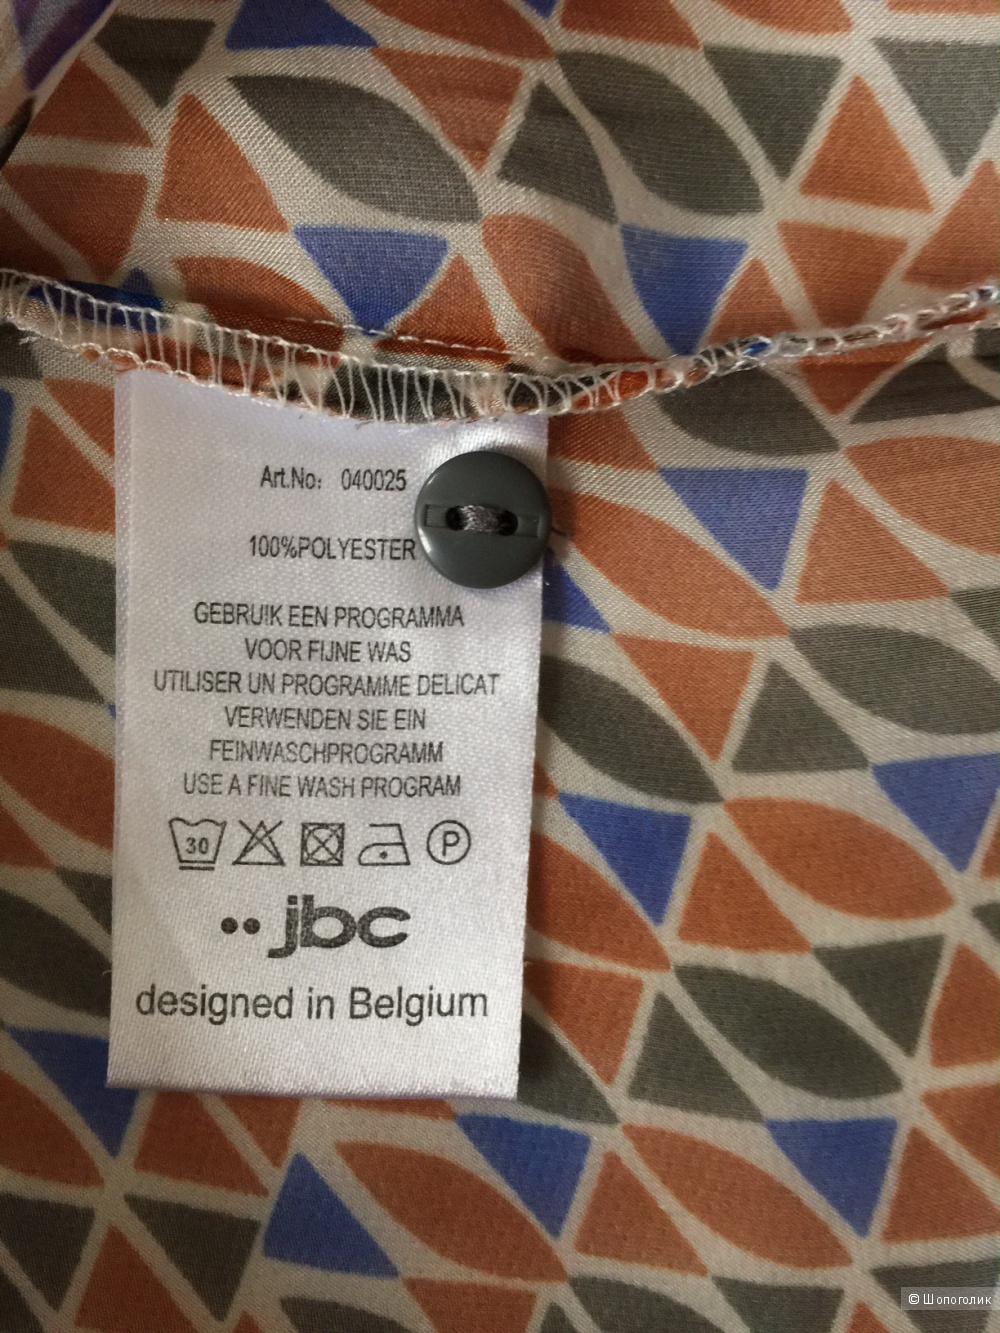 Art.No: 040025
100%POLYESTER
GEBRUIK EEN PROGRAMMA
VOOR FIJNE WAS
UTILISER UN PROGRAMME DELICAT
VERWENDEN SIE EIN
FEINWASCHPROGRAMM
USE A FINE WASH PROGRAM
30 P
jbc
designed in Belgium
© Шопоголик